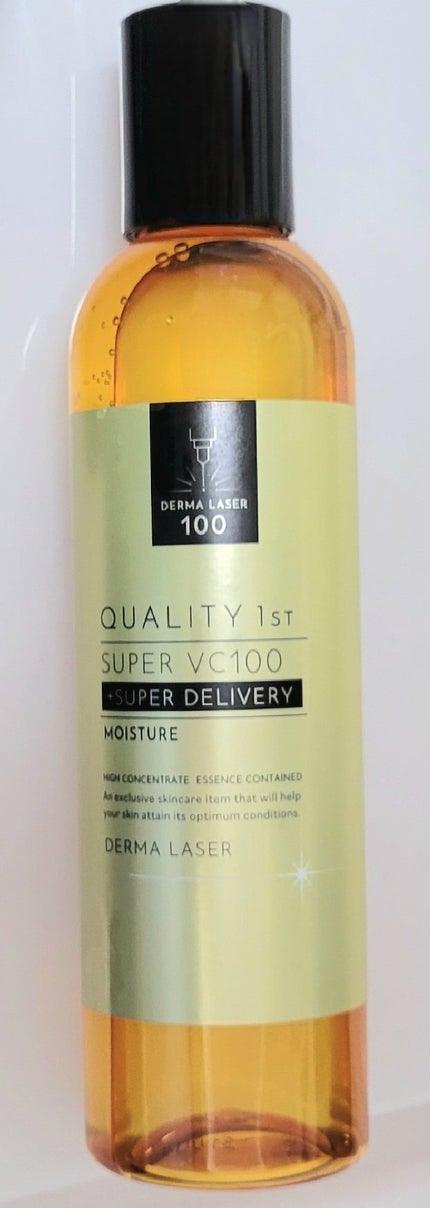 DERMA LASER
100
QUALITY 1ST
SUPER VC100
+SUPER DELIVERY
MOISTURE
HIGH CONCENTRATE ESSENCE CONTAINED
An exclusive skincare item that will help
your skin attain its optimum conditions.
DERMA LASER